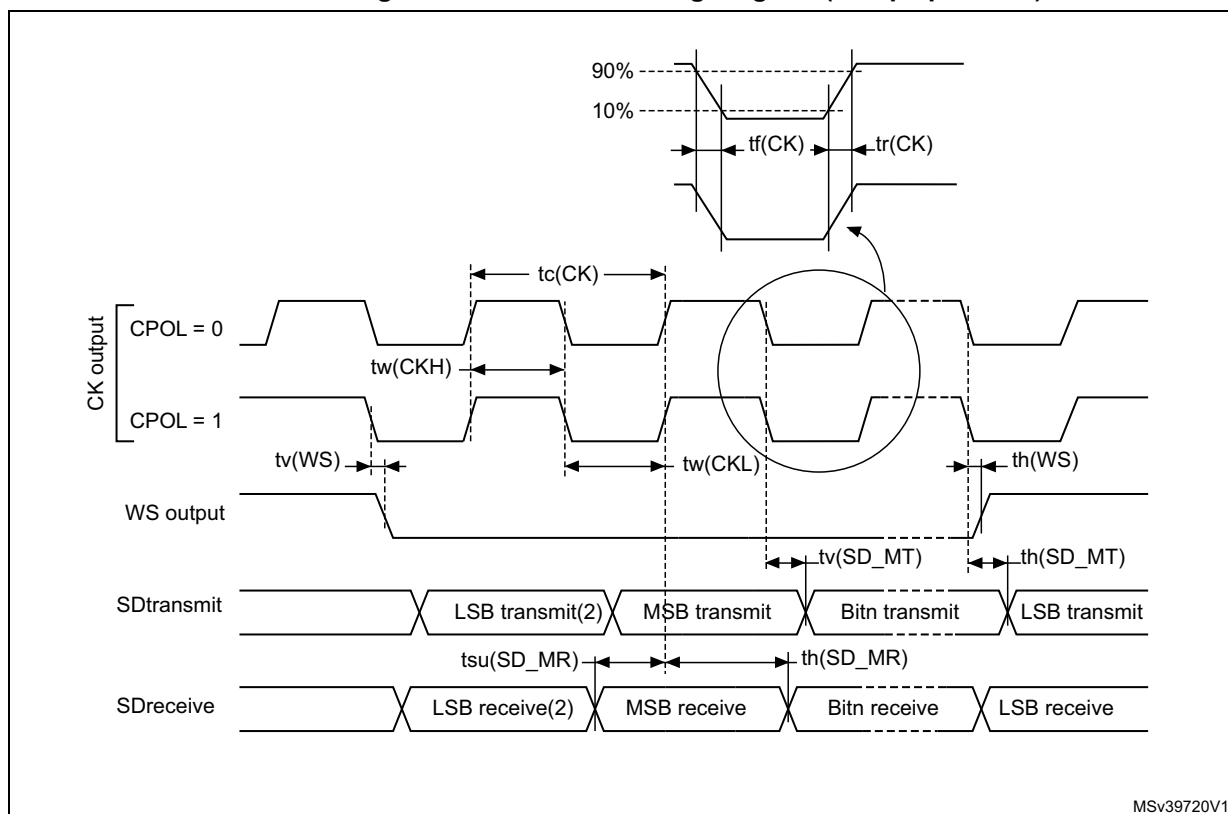 90%
10%
tf(CK)
tr(CK)
tc(CK)
CK output
CPOL = 0
tw(CKH)
CPOL = 1
tv(WS)
tw(CKL)
th(WS)
WS output
tv(SD_MT)
th(SD_MT)
SDtransmit
LSB transmit(2)
MSB transmit
Bitn transmit
LSB transmit
tsu(SD_MR)
th(SD_MR)
SDreceive
LSB receive(2)
MSB receive
Bitn receive
LSB receive
MSv39720V1